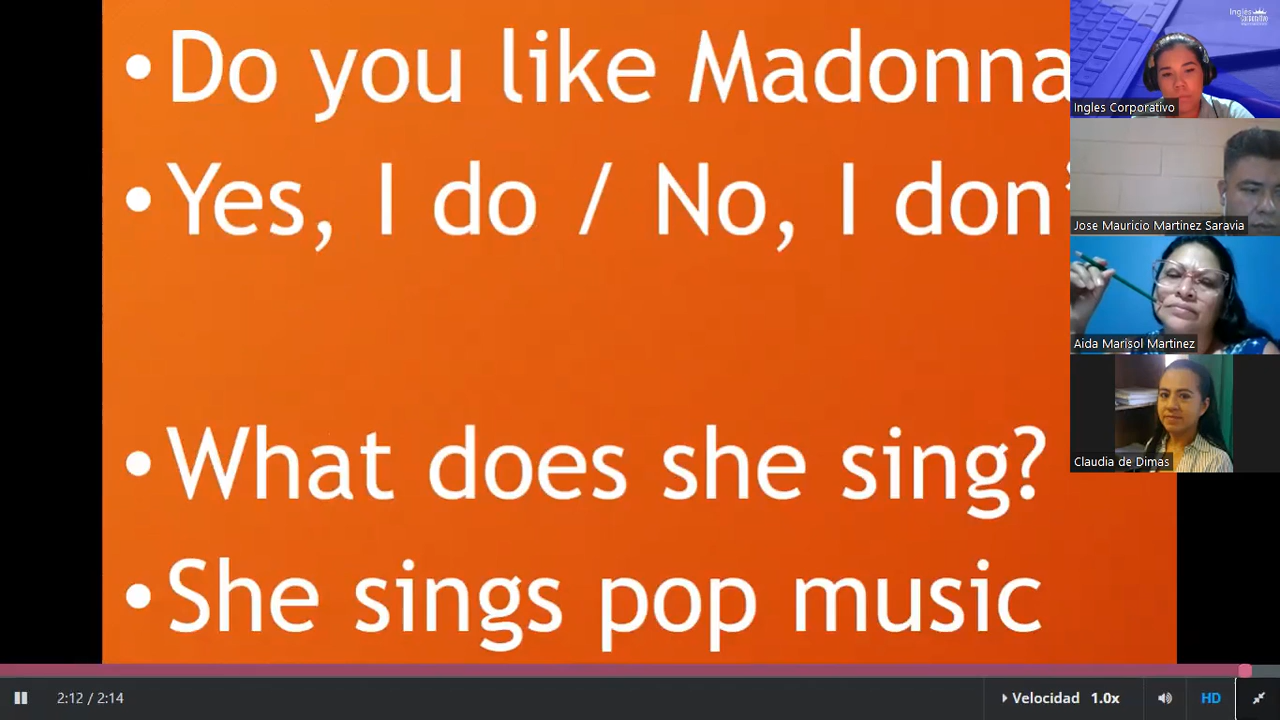 • Do you like Madonna
• Yes, I do / No, I don'
• What does she sing?
• She sings pop music
Ingles
Ingles Corporativo
Jose Mauricio Martinez Saravia
Aida Marisol Martinez
Claudia de Dimas
2:12 / 2:14
Velocidad 1.0x
HD